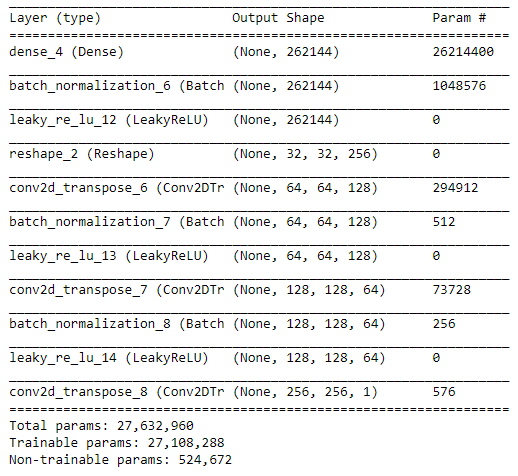 Layer (type) Output Shape Param #
=================================================================
dense_4 (Dense) (None, 262144) 26214400
batch_normalization_6 (Batch (None, 262144) 1048576
leaky_re_lu_12 (LeakyReLU) (None, 262144) 0
reshape_2 (Reshape) (None, 32, 32, 256) 0
conv2d_transpose_6 (Conv2DTr (None, 64, 64, 128) 294912
batch_normalization_7 (Batch (None, 64, 64, 128) 512
leaky_re_lu_13 (LeakyReLU) (None, 64, 64, 128) 0
conv2d_transpose_7 (Conv2DTr (None, 128, 128, 64) 73728
batch_normalization_8 (Batch (None, 128, 128, 64) 256
leaky_re_lu_14 (LeakyReLU) (None, 128, 128, 64) 0
conv2d_transpose_8 (Conv2DTr (None, 256, 256, 1) 576
=================================================================
Total params: 27,632,960
Trainable params: 27,108,288
Non-trainable params: 524,672